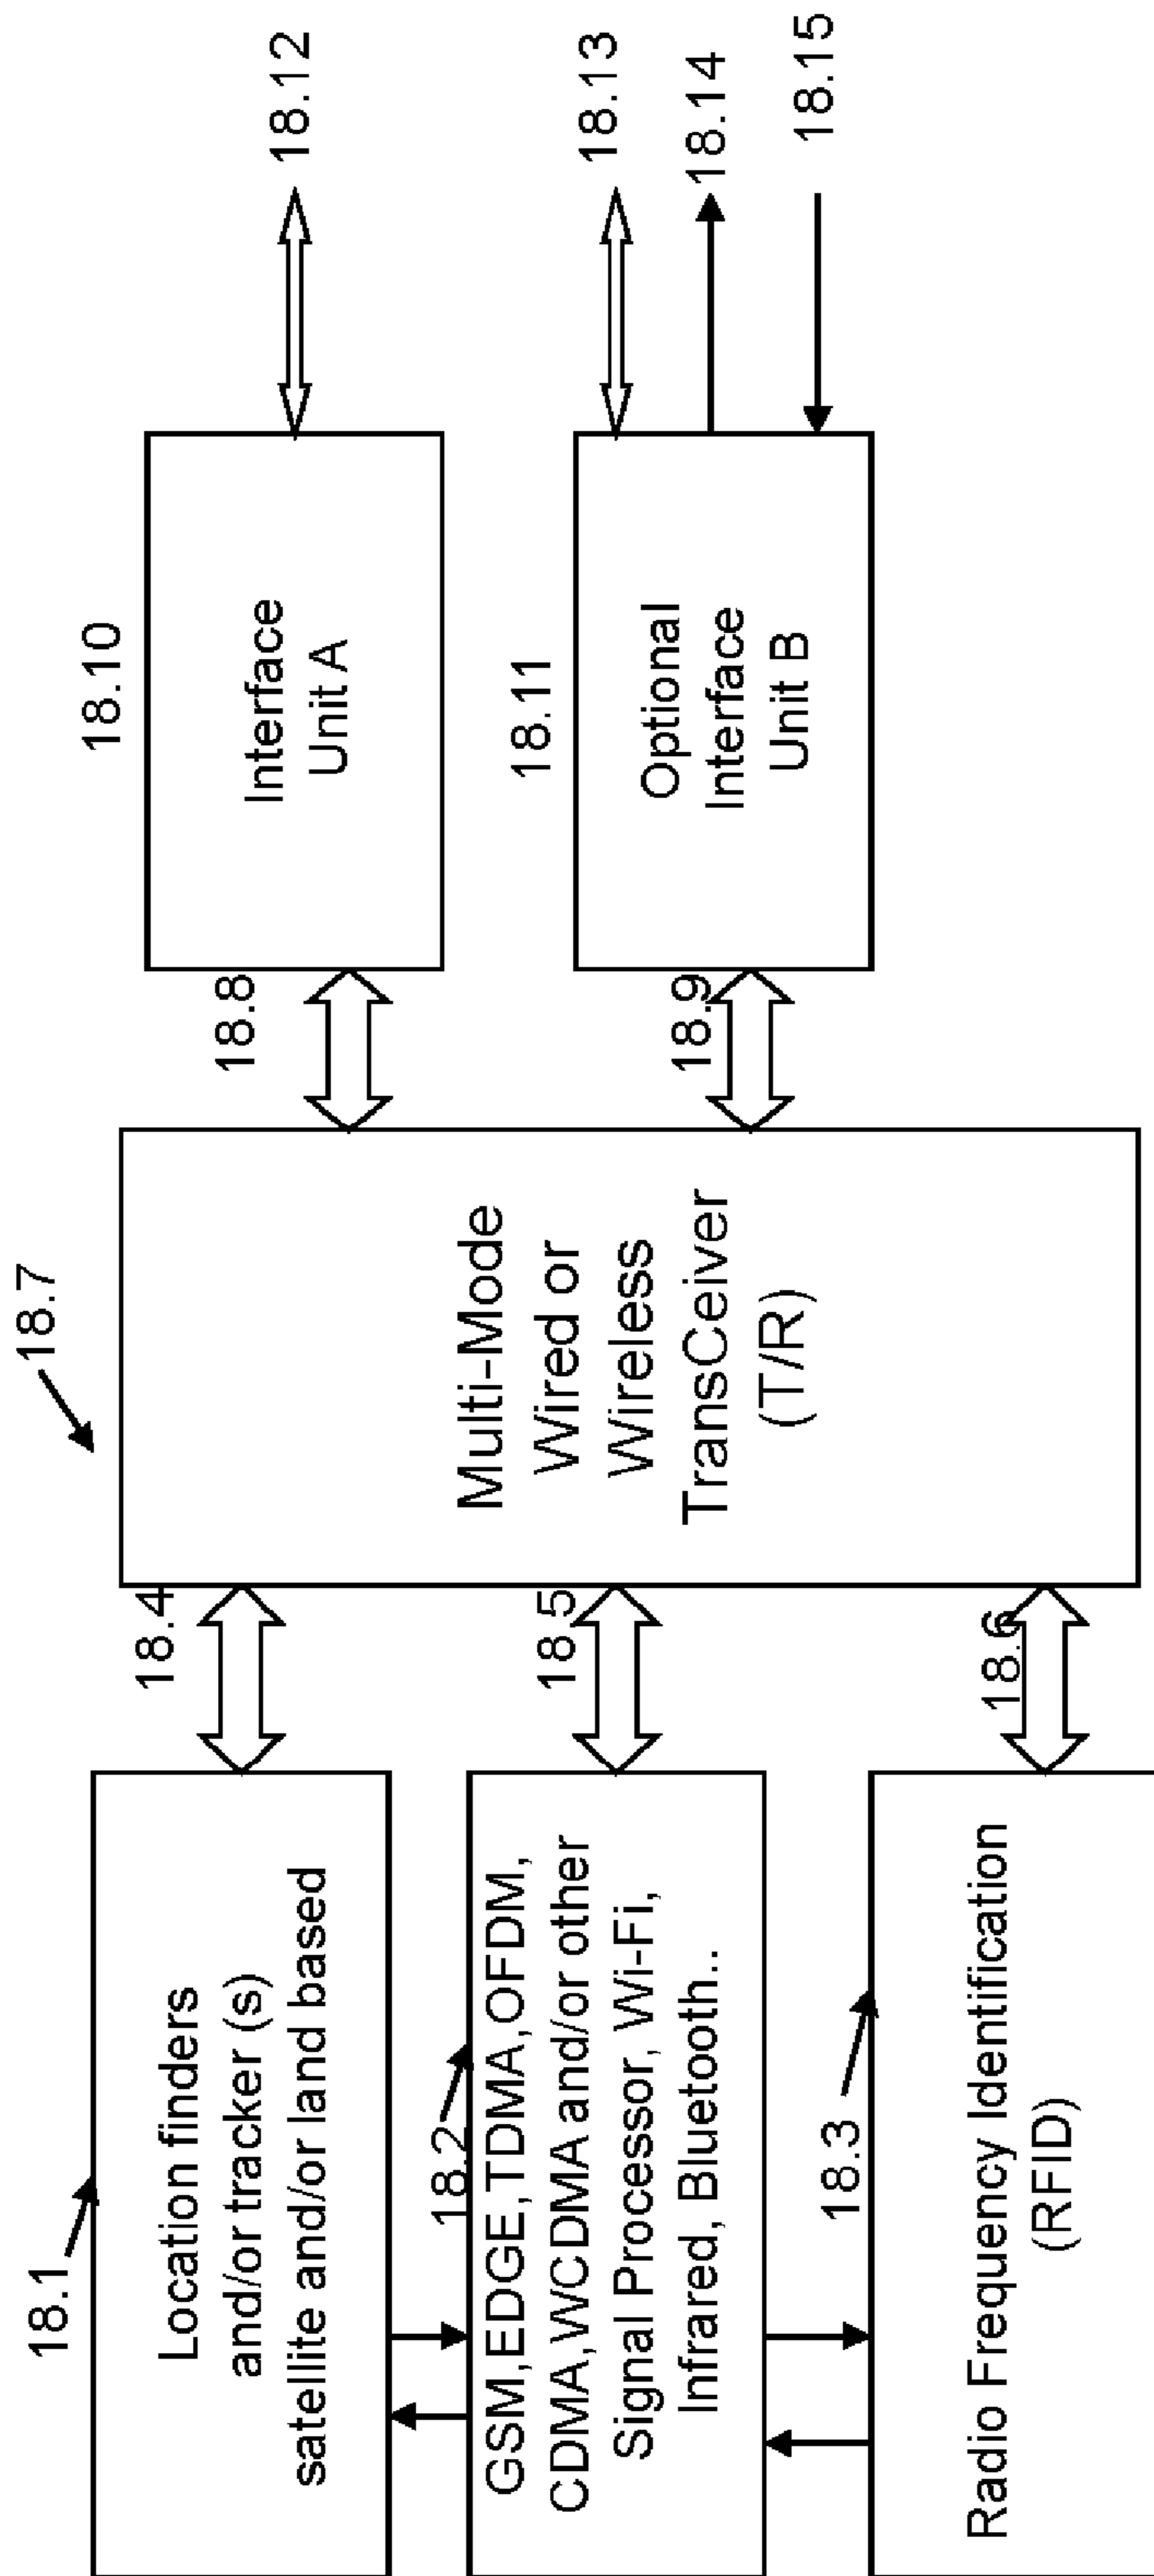 18.1
Location finders
and/or tracker (s)
satellite and/or land based
18.2
GSM,EDGE,TDMA,OFDM,
CDMA,WCDMA and/or other
Signal Processor, Wi-Fi,
Infrared, Bluetooth..
18.3
Radio Frequency Identification
(RFID)
18.4
18.5
18.6
18.7
Multi-Mode
Wired or
Wireless
TransCeiver
(T/R)
18.8
18.9
18.10
Interface
Unit A
18.11
Optional
Interface
Unit B
18.12
18.13
18.14
18.15